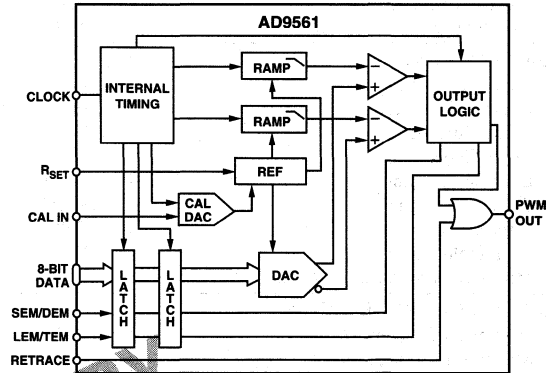 AD9561
INTERNAL
TIMING
RAMP
RAMP
OUTPUT
LOGIC
CLOCK
RSET
REF
CAL IN
CAL
DAC
PWM
OUT
8-BIT
DATA
LATCH
LATCH
DAC
SEM/DEM
LEM/TEM
RETRACE